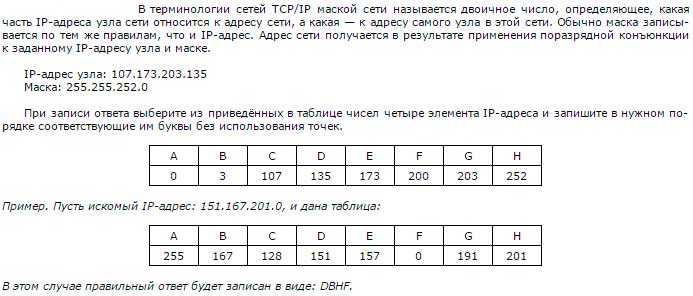 В терминологии сетей TCP/IP маской сети называется двоичное число, определяющее, какая
часть IP-адреса узла сети относится к адресу сети, а какая — к адресу самого узла в этой сети. Обычно маска записы-
вается по тем же правилам, что и IP-адрес. Адрес сети получается в результате применения поразрядной конъюнкции
к заданному IP-адресу узла и маске.
IP-адрес узла: 107.173.203.135
Маска: 255.255.252.0
При записи ответа выберите из приведённых в таблице чисел четыре элемента IP-адреса и запишите в нужном по-
рядке соответствующие им буквы без использования точек.
A B C D E F G H
0 3 107 135 173 200 203 252
Пример. Пусть искомый IP-адрес: 151.167.201.0, и дана таблица:
A B C D E F G H
255 167 128 151 157 0 191 201
В этом случае правильный ответ будет записан в виде: DBHF.